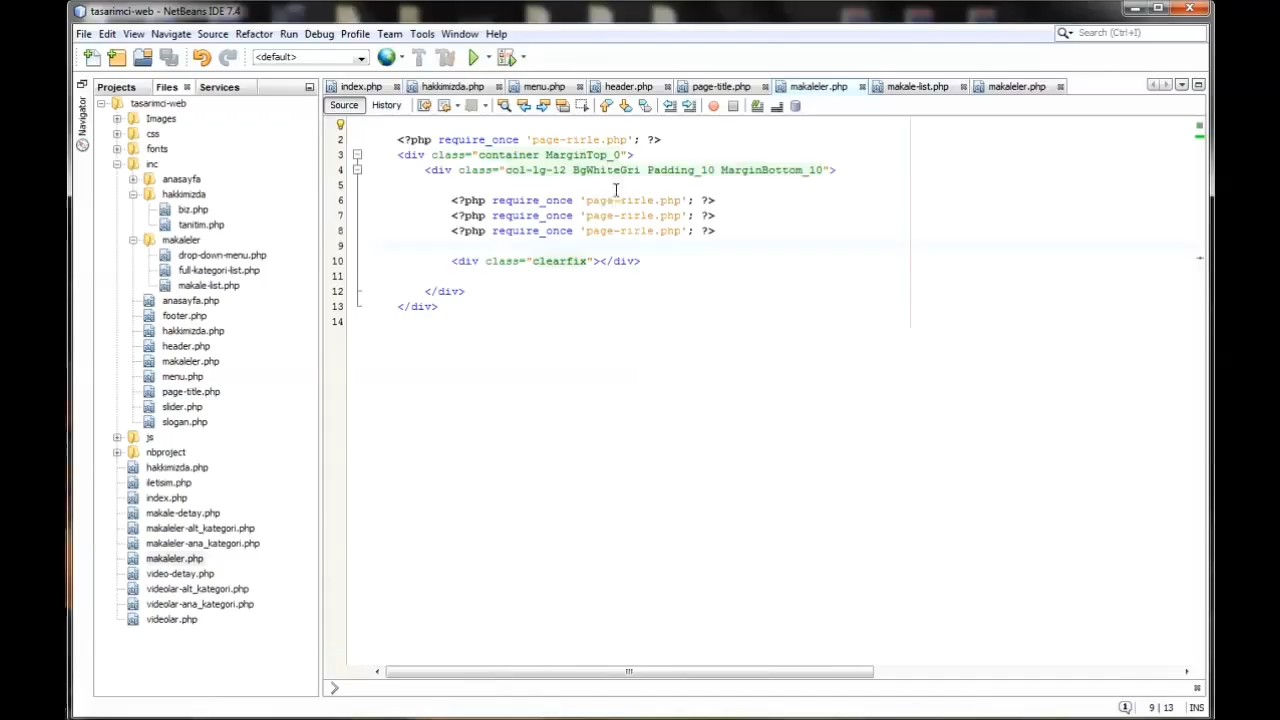 tasarimci-web - NetBeans IDE 7.4
File Edit View Navigate Source Refactor Run Debug Profile Team Tools Window Help
Search (Ctrl+I)
<default>
Projects Files Services
index.php hakkimizda.php menu.php header.php page-title.php makaleler.php makale-list.php makaleler.php
Navigator
Source History
tasarimci-web
Images
css
fonts
inc
anasayfa
hakkimizda
biz.php
tanitim.php
makaleler
drop-down-menu.php
full-kategori-list.php
makale-list.php
anasayfa.php
footer.php
hakkimizda.php
header.php
makaleler.php
menu.php
page-title.php
slider.php
slogan.php
js
nbproject
hakkimizda.php
iletisim.php
index.php
makale-detay.php
makaleler-alt_kategori.php
makaleler-ana_kategori.php
makaleler.php
video-detay.php
videolar-alt_kategori.php
videolar-ana_kategori.php
videolar.php
2 <?php require_once 'page-rirle.php'; ?>
3 <div class="container MarginTop_0">
4 <div class="col-lg-12 BgWhiteGri Padding_10 MarginBottom_10">
5
6 <?php require_once 'page-rirle.php'; ?>
7 <?php require_once 'page-rirle.php'; ?>
8 <?php require_once 'page-rirle.php'; ?>
9
10 <div class="clearfix"></div>
11
12 </div>
13 </div>
14
9 | 13 INS